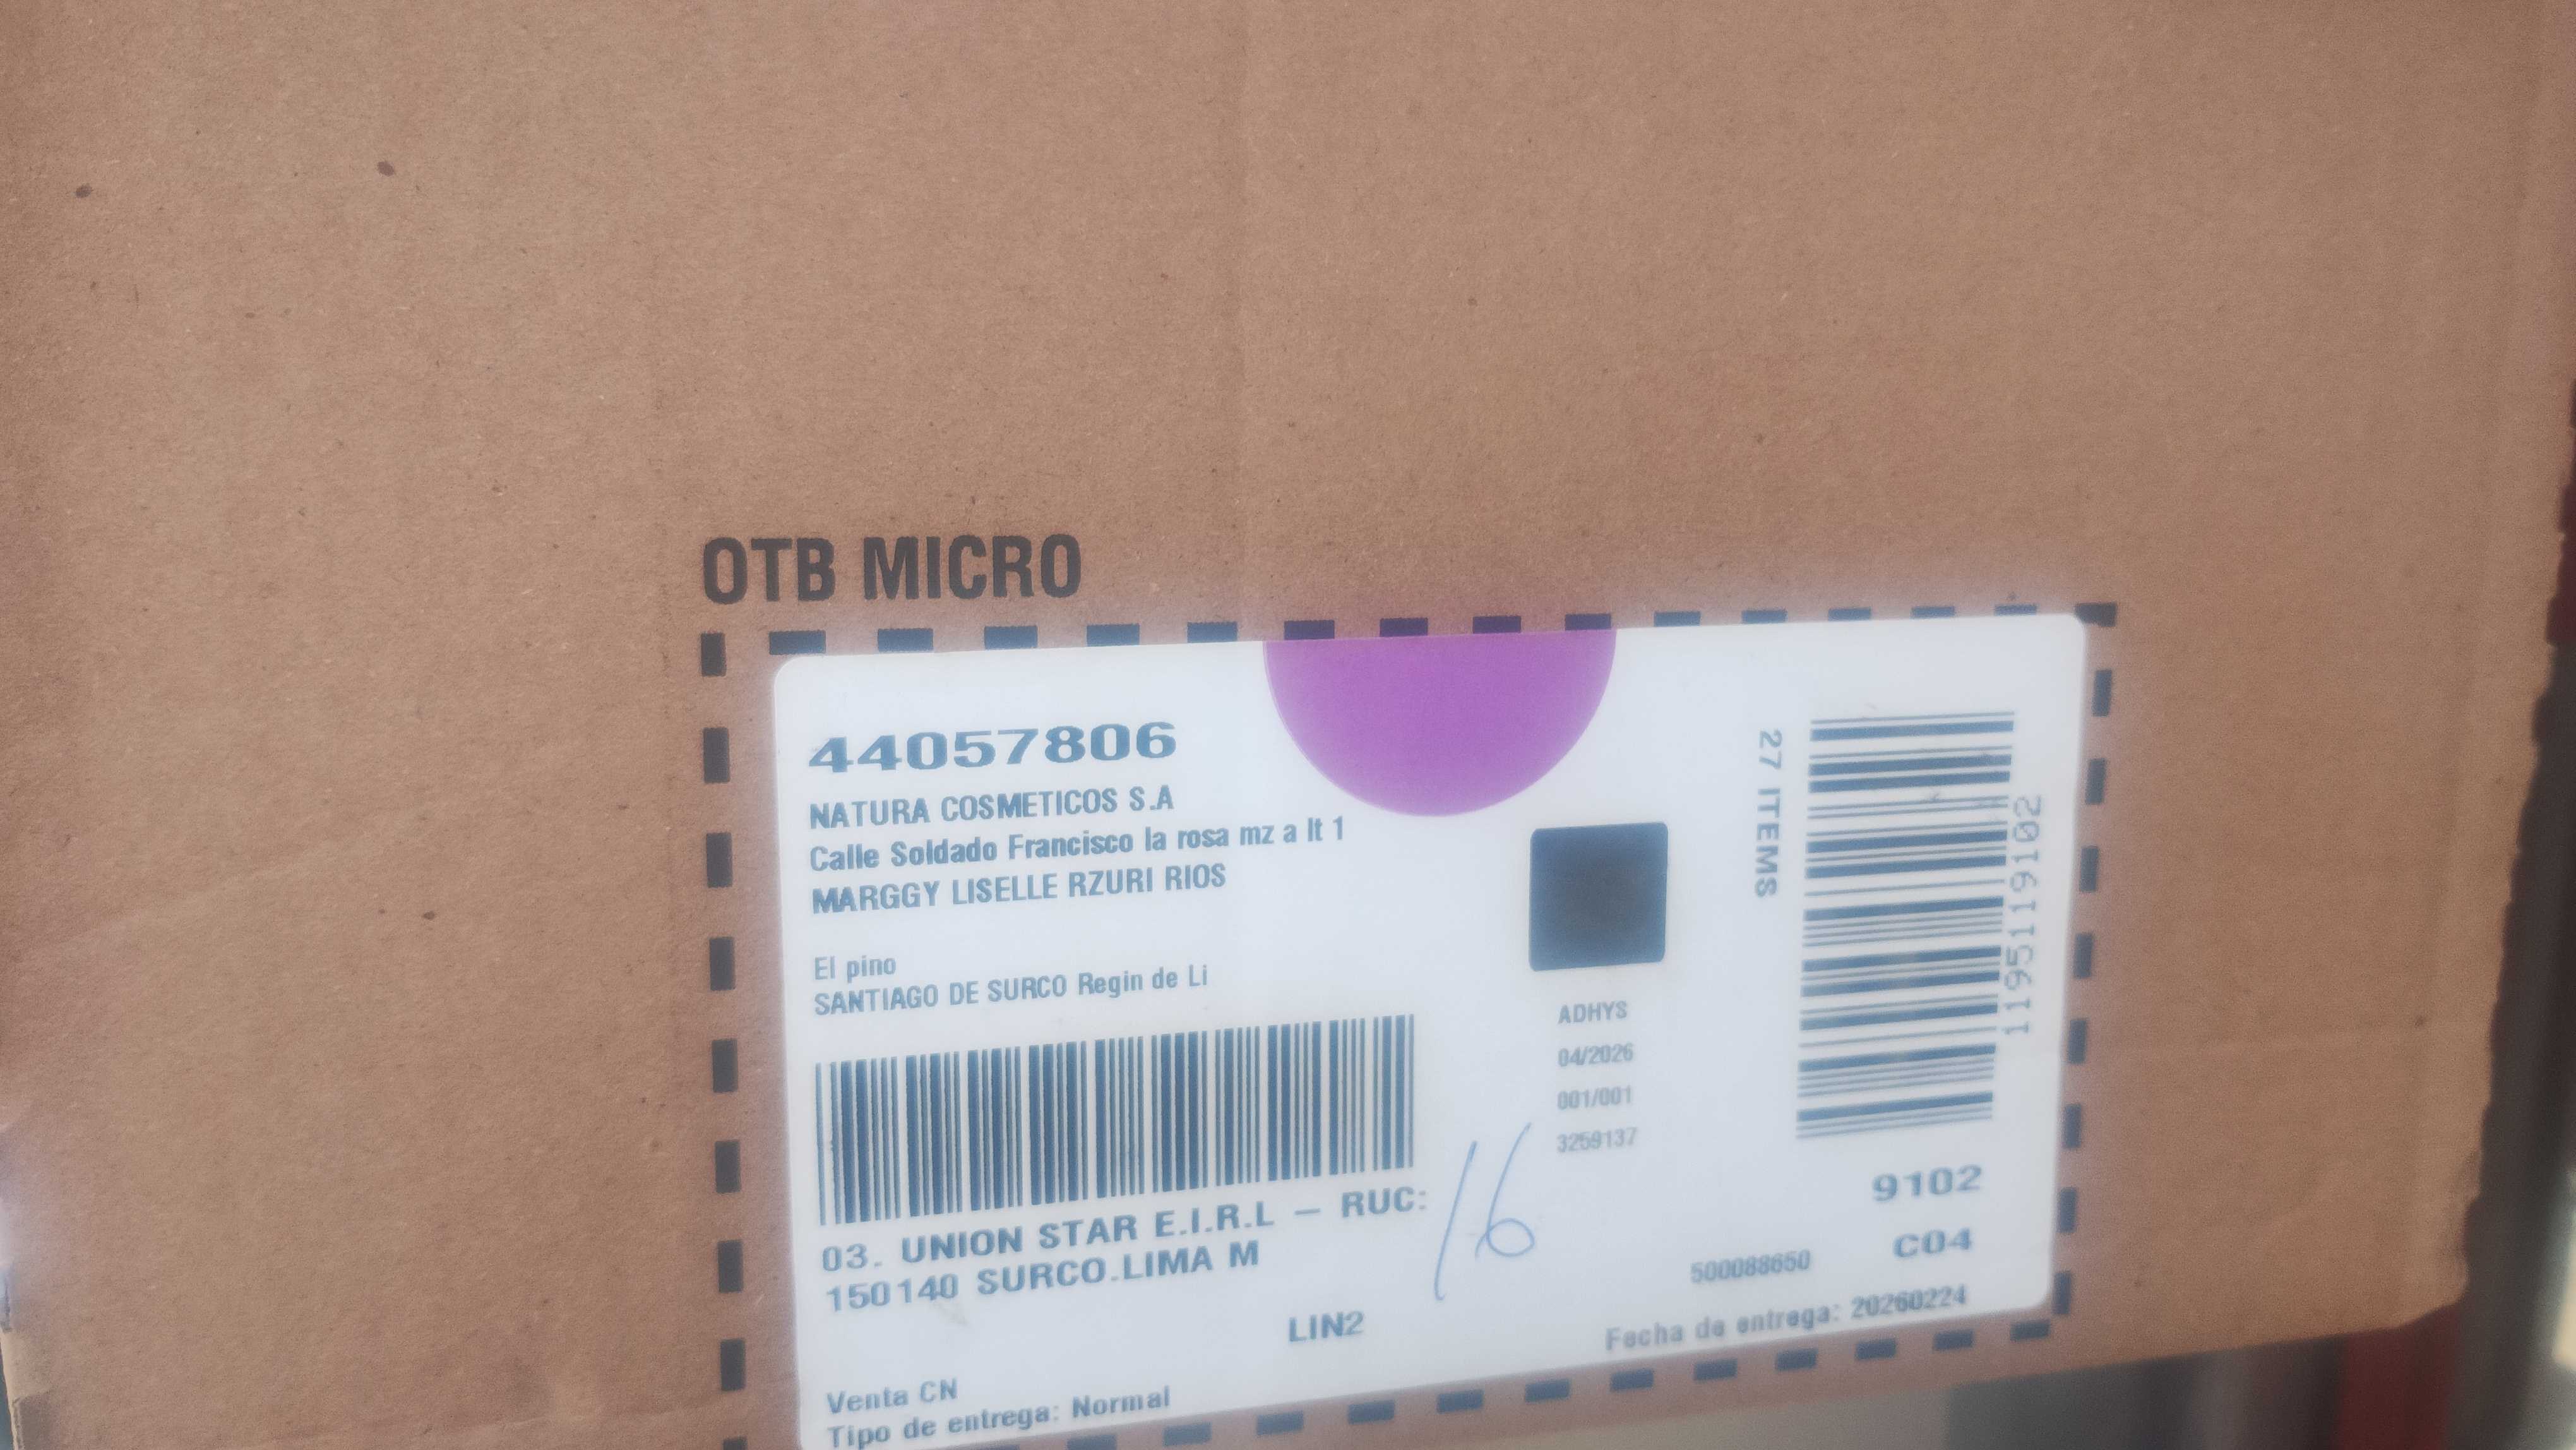 OTB MICRO
44057806
NATURA COSMETICOS S.A
Calle Soldado Francisco la rosa mz a lt 1
MARGGY LISELLE RZURI RIOS
El pino
SANTIAGO DE SURCO Regin de Li
03. UNION STAR E.I.R.L – RUC:
150140 SURCO.LIMA M
LIN2
Venta CN
Tipo de entrega: Normal
16
ADHYS
04/2026
001/001
3259137
27 ITEMS
1195119102
9102
C04
500088650
Fecha de entrega: 20260224